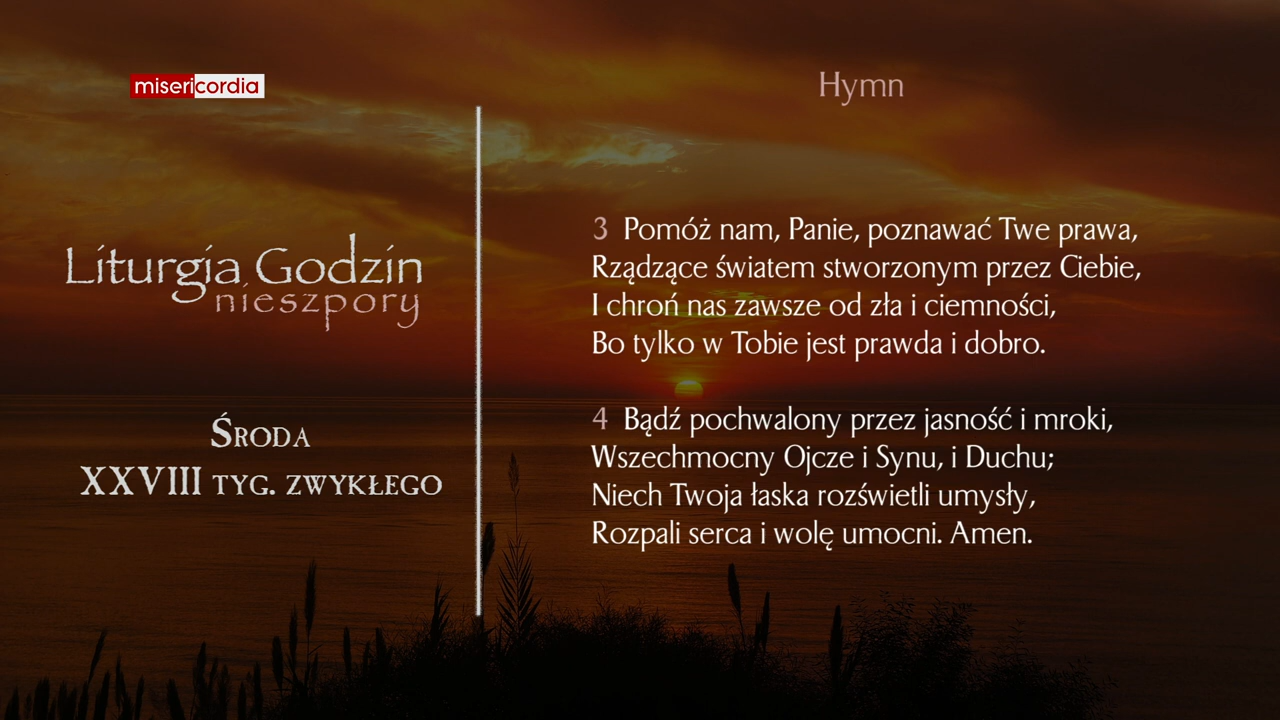 misericordia
Liturgia Godzin
nieszpory
Środa
XXVIII tyg. zwykłego
Hymn
3 Pomóż nam, Panie, poznawać Twe prawa,
Rządzące światem stworzonym przez Ciebie,
I chroń nas zawsze od zła i ciemności,
Bo tylko w Tobie jest prawda i dobro.
4 Bądź pochwalony przez jasność i mroki,
Wszechmocny Ojcze i Synu, i Duchu;
Niech Twoja łaska rozświetli umysły,
Rozpali serca i wolę umocni. Amen.